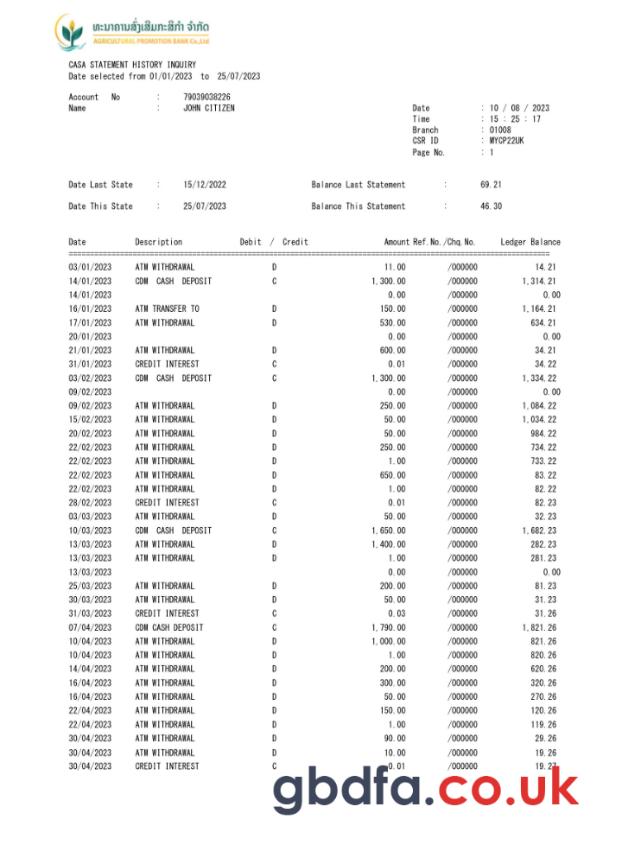 ທະນາຄານສົ່ງເສີມກະສິກຳ ຈຳກັດ
AGRICULTURAL PROMOTION BANK Co.,Ltd
CASA STATEMENT HISTORY INQUIRY
Date selected from 01/01/2023 to 25/07/2023
Account No : 79039038226
Name : JOHN CITIZEN
Date : 10 / 08 / 2023
Time : 15 : 25 : 17
Branch : 01008
CSR ID : MYCP22UK
Page No. : 1
Date Last State : 15/12/2022 Balance Last Statement : 69.21
Date This State : 25/07/2023 Balance This Statement : 46.30
Date Description Debit / Credit Amount Ref.No./Chq.No. Ledger Balance
03/01/2023 ATM WITHDRAWAL D 11.00 /000000 14.21
14/01/2023 CDM CASH DEPOSIT C 1,300.00 /000000 1,314.21
14/01/2023 0.00 /000000 0.00
16/01/2023 ATM TRANSFER TO D 150.00 /000000 1,164.21
17/01/2023 ATM WITHDRAWAL D 530.00 /000000 634.21
20/01/2023 0.00 /000000 0.00
21/01/2023 ATM WITHDRAWAL D 600.00 /000000 34.21
31/01/2023 CREDIT INTEREST C 0.01 /000000 34.22
03/02/2023 CDM CASH DEPOSIT C 1,300.00 /000000 1,334.22
09/02/2023 0.00 /000000 0.00
09/02/2023 ATM WITHDRAWAL D 250.00 /000000 1,084.22
15/02/2023 ATM WITHDRAWAL D 50.00 /000000 1,034.22
20/02/2023 ATM WITHDRAWAL D 50.00 /000000 984.22
22/02/2023 ATM WITHDRAWAL D 250.00 /000000 734.22
22/02/2023 ATM WITHDRAWAL D 1.00 /000000 733.22
22/02/2023 ATM WITHDRAWAL D 650.00 /000000 83.22
22/02/2023 ATM WITHDRAWAL D 1.00 /000000 82.22
28/02/2023 CREDIT INTEREST C 0.01 /000000 82.23
03/03/2023 ATM WITHDRAWAL D 50.00 /000000 32.23
10/03/2023 CDM CASH DEPOSIT C 1,650.00 /000000 1,682.23
13/03/2023 ATM WITHDRAWAL D 1,400.00 /000000 282.23
13/03/2023 ATM WITHDRAWAL D 1.00 /000000 281.23
13/03/2023 0.00 /000000 0.00
25/03/2023 ATM WITHDRAWAL D 200.00 /000000 81.23
30/03/2023 ATM WITHDRAWAL D 50.00 /000000 31.23
31/03/2023 CREDIT INTEREST C 0.03 /000000 31.26
07/04/2023 CDM CASH DEPOSIT C 1,790.00 /000000 1,821.26
10/04/2023 ATM WITHDRAWAL D 1,000.00 /000000 821.26
10/04/2023 ATM WITHDRAWAL D 1.00 /000000 820.26
14/04/2023 ATM WITHDRAWAL D 200.00 /000000 620.26
16/04/2023 ATM WITHDRAWAL D 300.00 /000000 320.26
16/04/2023 ATM WITHDRAWAL D 50.00 /000000 270.26
22/04/2023 ATM WITHDRAWAL D 150.00 /000000 120.26
22/04/2023 ATM WITHDRAWAL D 1.00 /000000 119.26
30/04/2023 ATM WITHDRAWAL D 90.00 /000000 29.26
30/04/2023 ATM WITHDRAWAL D 10.00 /000000 19.26
30/04/2023 CREDIT INTEREST C 0.01 /000000 19.27
gbdfa.co.uk